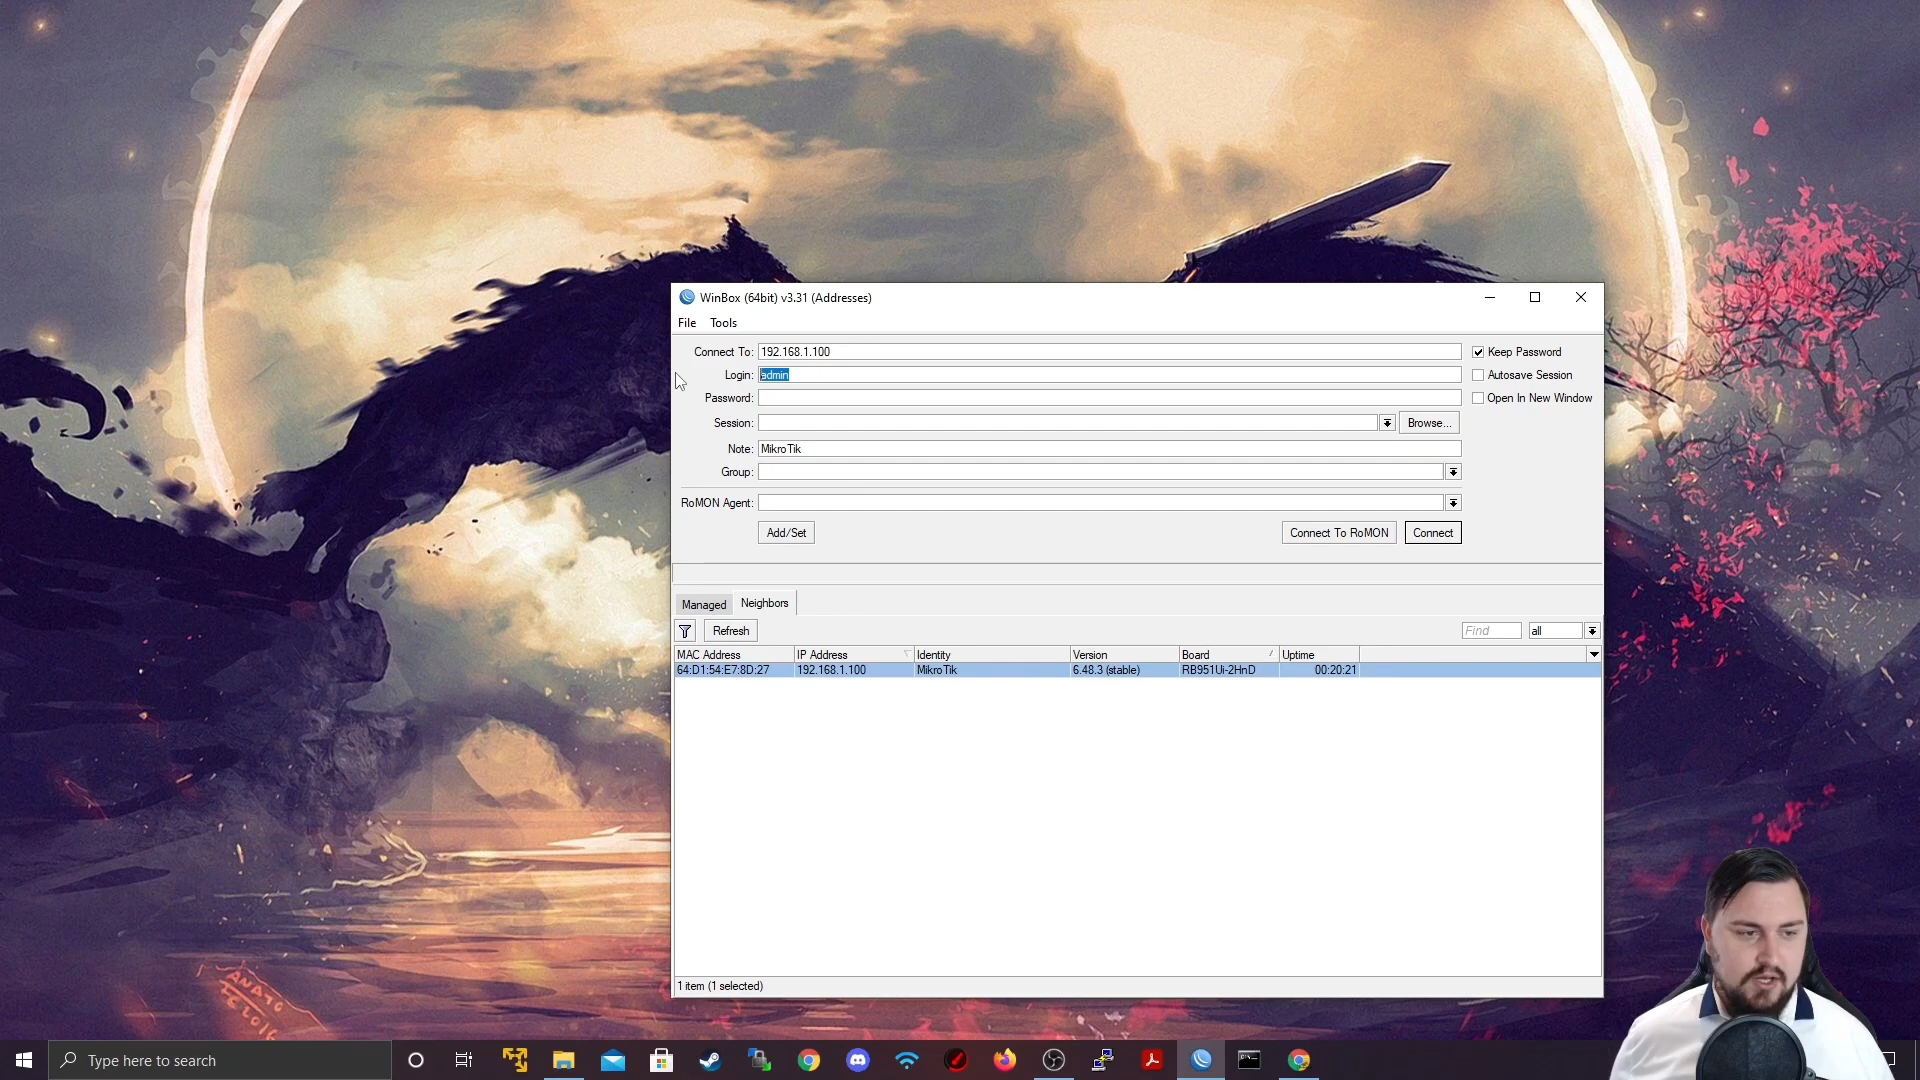 WinBox (64bit) v3.31 (Addresses)
File Tools
Connect To: 192.168.1.100
Keep Password
Login: admin
Autosave Session
Password:
Open In New Window
Session:
Browse...
Note: MikroTik
Group:
RoMON Agent:
Add/Set
Connect To RoMON
Connect
Managed
Neighbors
Refresh
Find
all
MAC Address IP Address Identity Version Board Uptime
64:D1:54:E7:8D:27 192.168.1.100 MikroTik 6.48.3 (stable) RB951Ui-2HnD 00:20:21
1 item (1 selected)
Type here to search